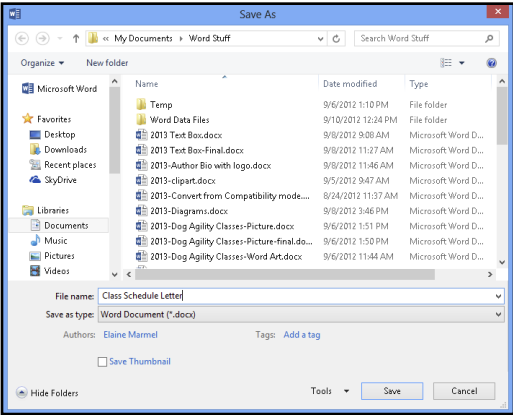 Save As
« My Documents Word Stuff
Search Word Stuff
Organize New folder
Microsoft Word
Favorites
Desktop
Downloads
Recent places
SkyDrive
Libraries
Documents
Music
Pictures
Videos
Name Date modified Type
Temp 9/6/2012 1:10 PM File folder
Word Data Files 9/10/2012 12:24 PM File folder
2013 Text Box.docx 9/8/2012 9:08 AM Microsoft Word D...
2013 Text Box-Final.docx 9/8/2012 11:27 AM Microsoft Word D...
2013-Author Bio with logo.docx 9/8/2012 11:46 AM Microsoft Word D...
2013-clipart.docx 9/5/2012 9:47 AM Microsoft Word D...
2013-Convert from Compatibility mode.... 8/24/2012 11:37 AM Microsoft Word D...
2013-Diagrams.docx 9/8/2012 3:46 PM Microsoft Word D...
2013-Dog Agility Classes-Picture.docx 9/6/2012 1:51 PM Microsoft Word D...
2013-Dog Agility Classes-Picture-final.do... 9/6/2012 1:50 PM Microsoft Word D...
2013-Dog Agility Classes-Word Art.docx 9/6/2012 11:44 AM Microsoft Word D...
File name: Class Schedule Letter
Save as type: Word Document (*.docx)
Authors: Elaine Marmel Tags: Add a tag
Save Thumbnail
Hide Folders Tools Save Cancel